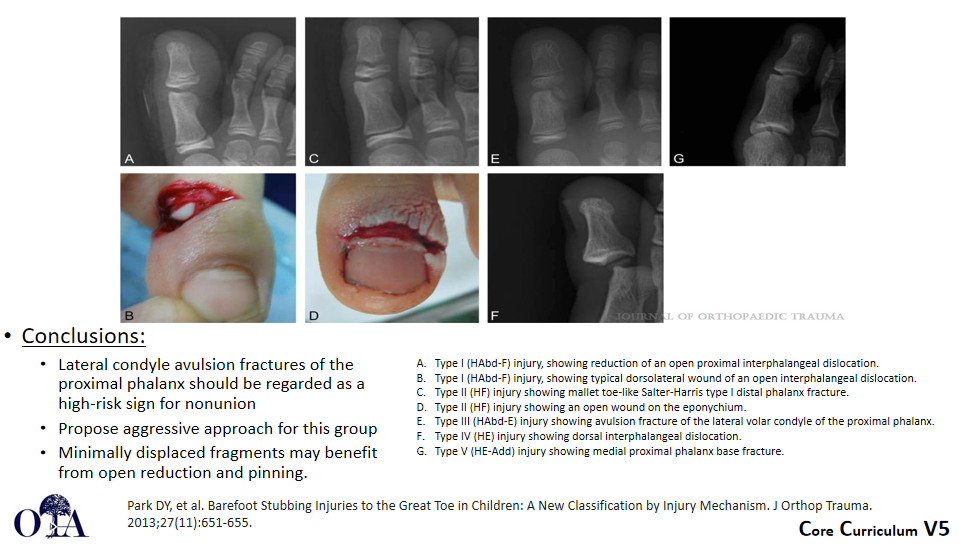 A
C
E
G
B
D
F
JOURNAL OF ORTHOPAEDIC TRAUMA
• Conclusions:
• Lateral condyle avulsion fractures of the
proximal phalanx should be regarded as a
high-risk sign for nonunion
• Propose aggressive approach for this group
• Minimally displaced fragments may benefit
from open reduction and pinning.
A. Type I (HAbd-F) injury, showing reduction of an open proximal interphalangeal dislocation.
B. Type I (HAbd-F) injury, showing typical dorsolateral wound of an open interphalangeal dislocation.
C. Type II (HF) injury showing mallet toe-like Salter-Harris type I distal phalanx fracture.
D. Type II (HF) injury showing an open wound on the eponychium.
E. Type III (HAbd-E) injury showing avulsion fracture of the lateral volar condyle of the proximal phalanx.
F. Type IV (HE) injury showing dorsal interphalangeal dislocation.
G. Type V (HE-Add) injury showing medial proximal phalanx base fracture.
Park DY, et al. Barefoot Stubbing Injuries to the Great Toe in Children: A New Classification by Injury Mechanism. J Orthop Trauma.
2013;27(11):651-655.
OTA
Core Curriculum V5